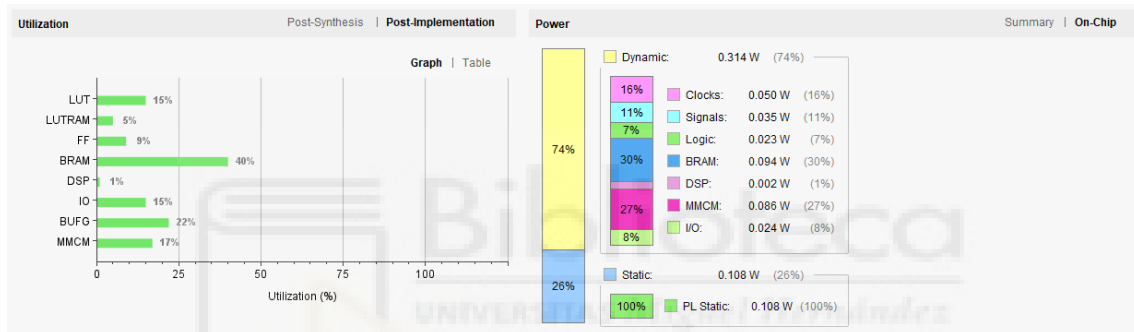 Utilization
Post-Synthesis | Post-Implementation
Graph | Table
LUT 15%
LUTRAM 5%
FF 9%
BRAM 40%
DSP 1%
IO 15%
BUFG 22%
MMCM 17%
0 25 50 75 100
Utilization (%)
Power
Summary | On-Chip
74%
26%
Dynamic: 0.314 W (74%)
16% Clocks: 0.050 W (16%)
11% Signals: 0.035 W (11%)
7% Logic: 0.023 W (7%)
30% BRAM: 0.094 W (30%)
DSP: 0.002 W (1%)
27% MMCM: 0.086 W (27%)
8% I/O: 0.024 W (8%)
Static: 0.108 W (26%)
100% PL Static: 0.108 W (100%)
Biblioteca
UNIVERSITAS Miguel Hernández